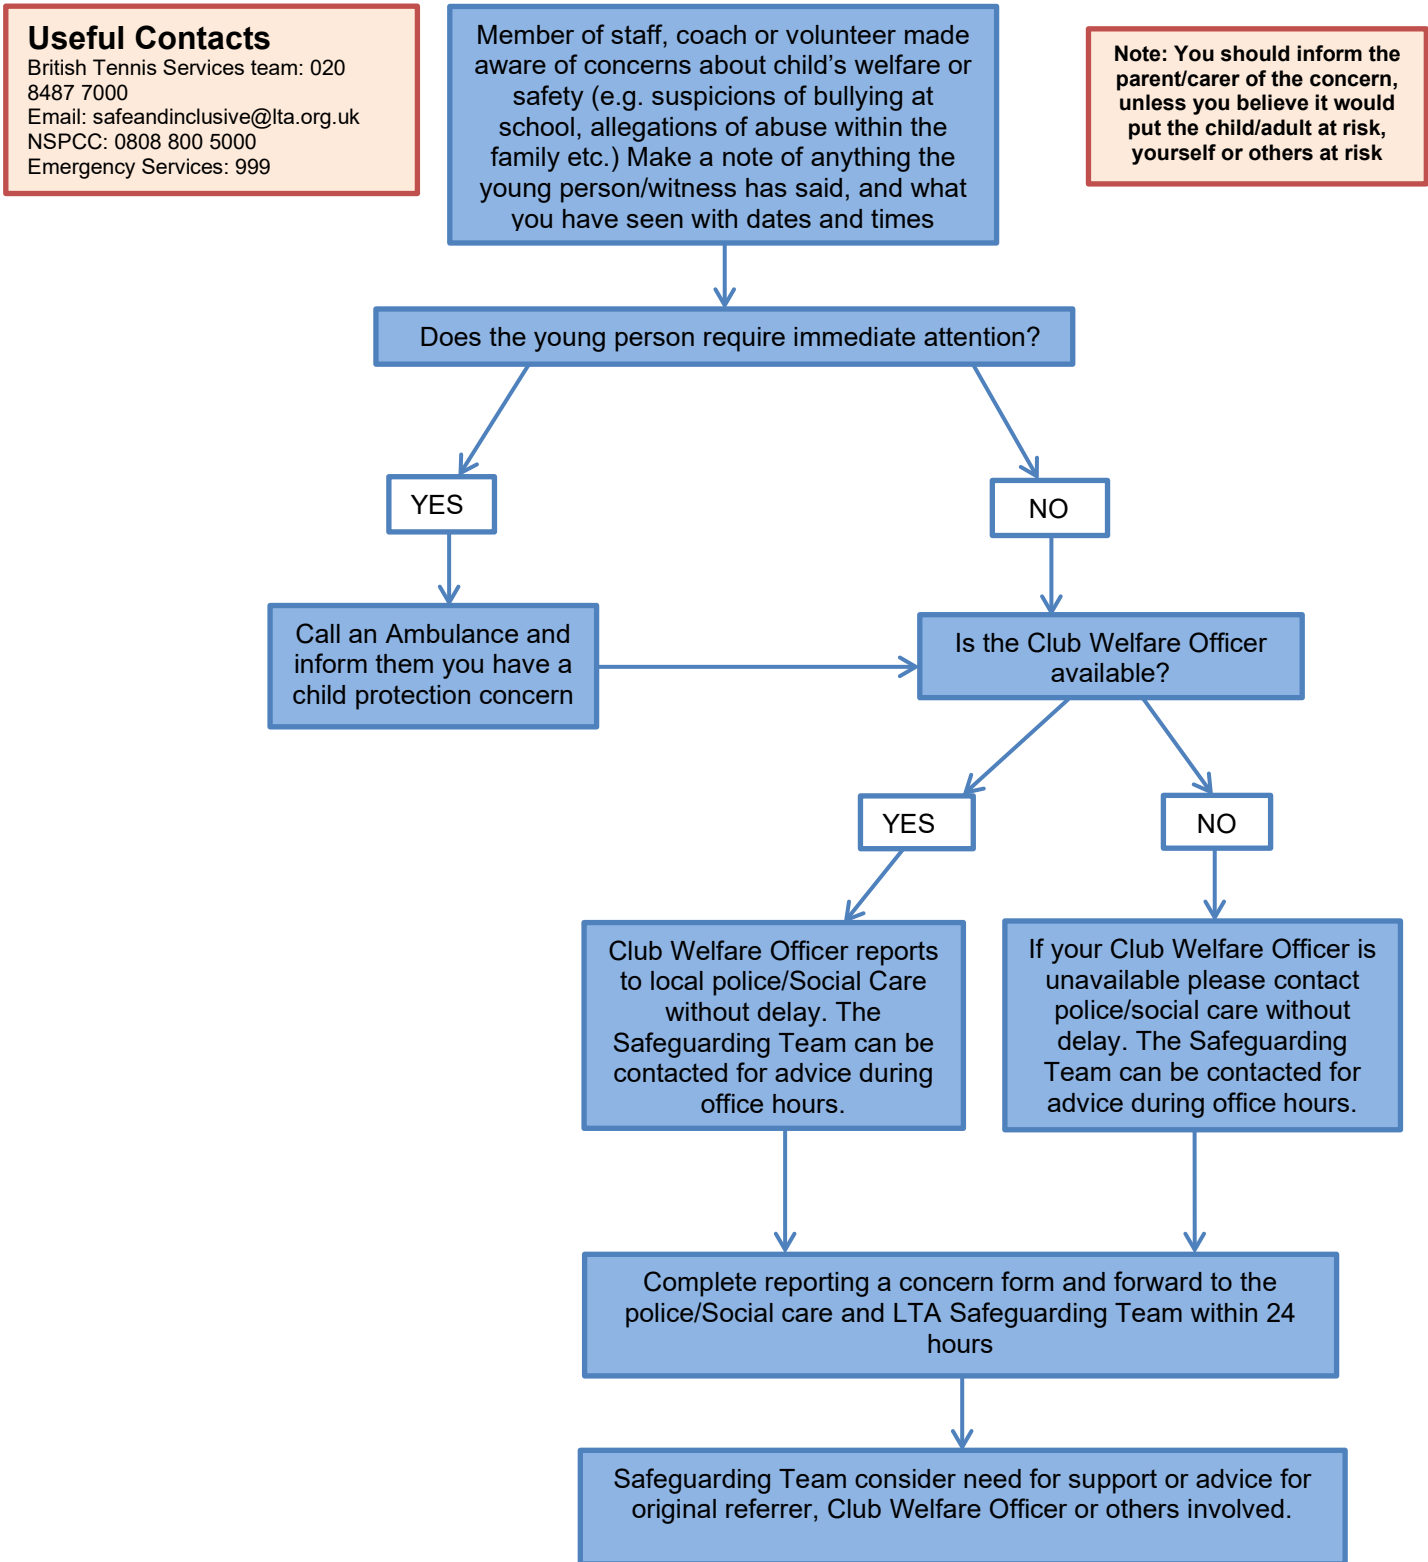 Useful Contacts
British Tennis Services team: 020
8487 7000
Email: safeandinclusive@lta.org.uk
NSPCC: 0808 800 5000
Emergency Services: 999
Member of staff, coach or volunteer made
aware of concerns about child’s welfare or
safety (e.g. suspicions of bullying at
school, allegations of abuse within the
family etc.) Make a note of anything the
young person/witness has said, and what
you have seen with dates and times
Note: You should inform the
parent/carer of the concern,
unless you believe it would
put the child/adult at risk,
yourself or others at risk
Does the young person require immediate attention?
YES
NO
Call an Ambulance and
inform them you have a
child protection concern
Is the Club Welfare Officer
available?
YES
NO
Club Welfare Officer reports
to local police/Social Care
without delay. The
Safeguarding Team can be
contacted for advice during
office hours.
If your Club Welfare Officer is
unavailable please contact
police/social care without
delay. The Safeguarding
Team can be contacted for
advice during office hours.
Complete reporting a concern form and forward to the
police/Social care and LTA Safeguarding Team within 24
hours
Safeguarding Team consider need for support or advice for
original referrer, Club Welfare Officer or others involved.